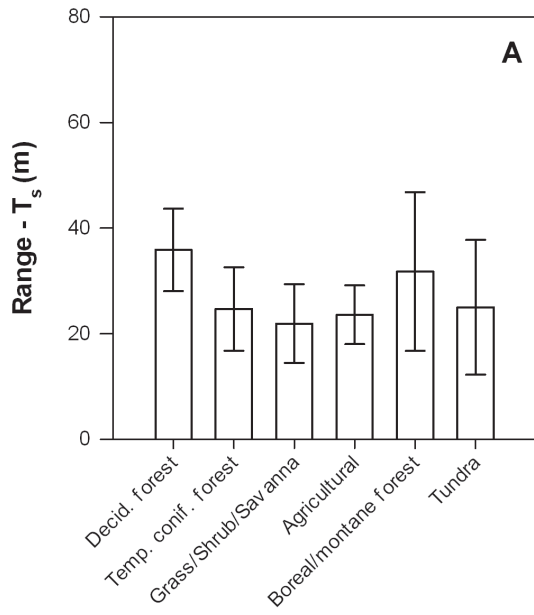 80
A
60
40
20
0
Range - Ts (m)
Decid. forest
Temp. conif. forest
Grass/Shrub/Savanna
Agricultural
Boreal/montane forest
Tundra